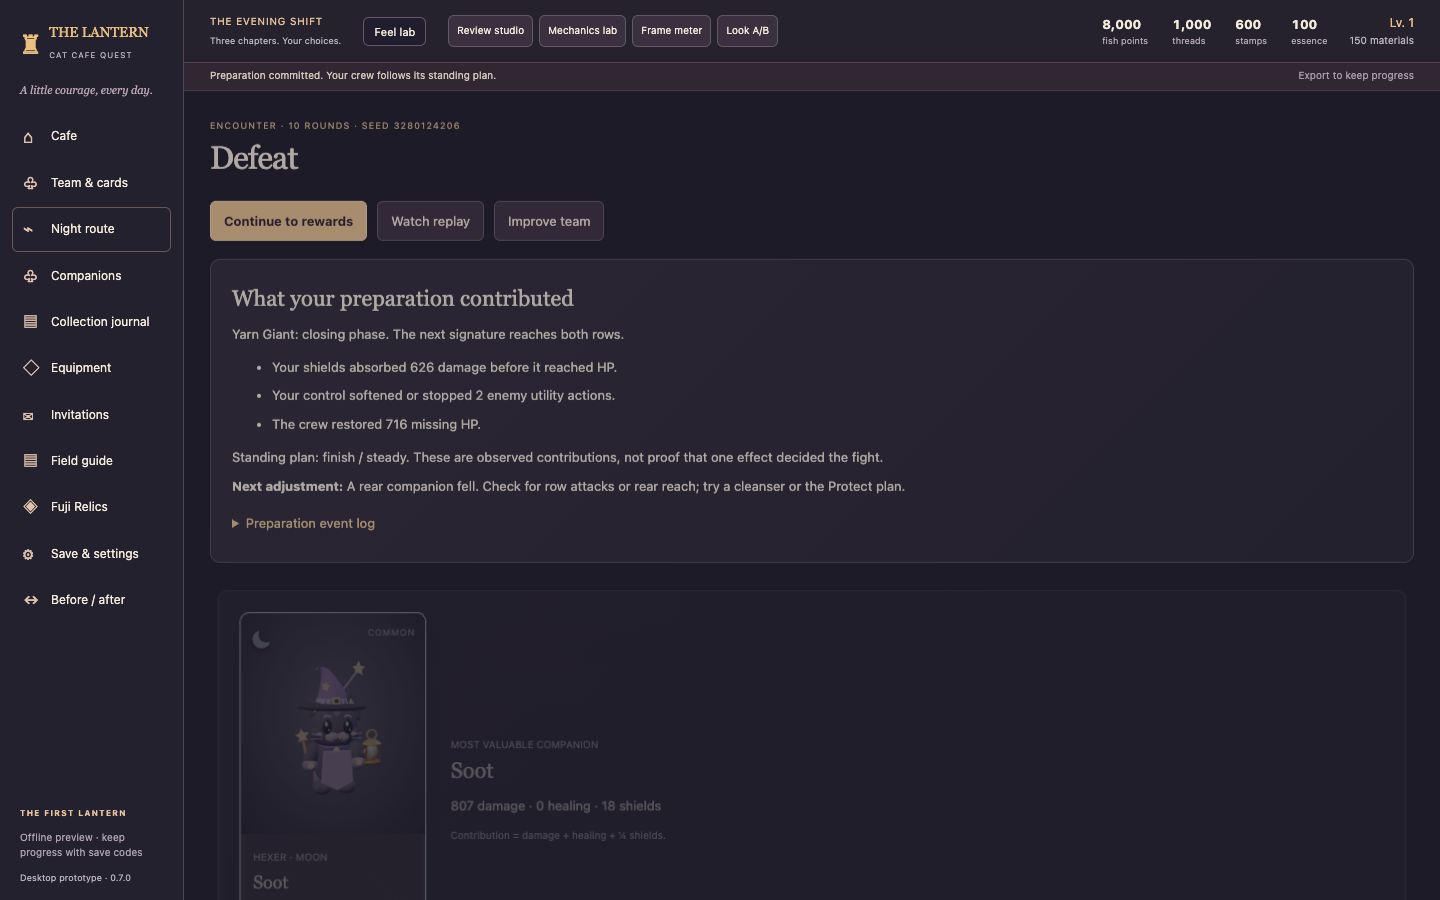 THE LANTERN
CAT CAFE QUEST
A little courage, every day.
Cafe
Team & cards
Night route
Companions
Collection journal
Equipment
Invitations
Field guide
Fuji Relics
Save & settings
Before / after
THE FIRST LANTERN
Offline preview · keep
progress with save codes
Desktop prototype · 0.7.0
THE EVENING SHIFT
Three chapters. Your choices.
Feel lab
Review studio
Mechanics lab
Frame meter
Look A/B
8,000
fish points
1,000
threads
600
stamps
100
essence
Lv. 1
150 materials
Preparation committed. Your crew follows its standing plan.
Export to keep progress
ENCOUNTER · 10 ROUNDS · SEED 3280124206
Defeat
Continue to rewards
Watch replay
Improve team
What your preparation contributed
Yarn Giant: closing phase. The next signature reaches both rows.
• Your shields absorbed 626 damage before it reached HP.
• Your control softened or stopped 2 enemy utility actions.
• The crew restored 716 missing HP.
Standing plan: finish / steady. These are observed contributions, not proof that one effect decided the fight.
Next adjustment: A rear companion fell. Check for row attacks or rear reach; try a cleanser or the Protect plan.
Preparation event log
COMMON
HEXER · MOON
Soot
MOST VALUABLE COMPANION
Soot
807 damage · 0 healing · 18 shields
Contribution = damage + healing + ¼ shields.